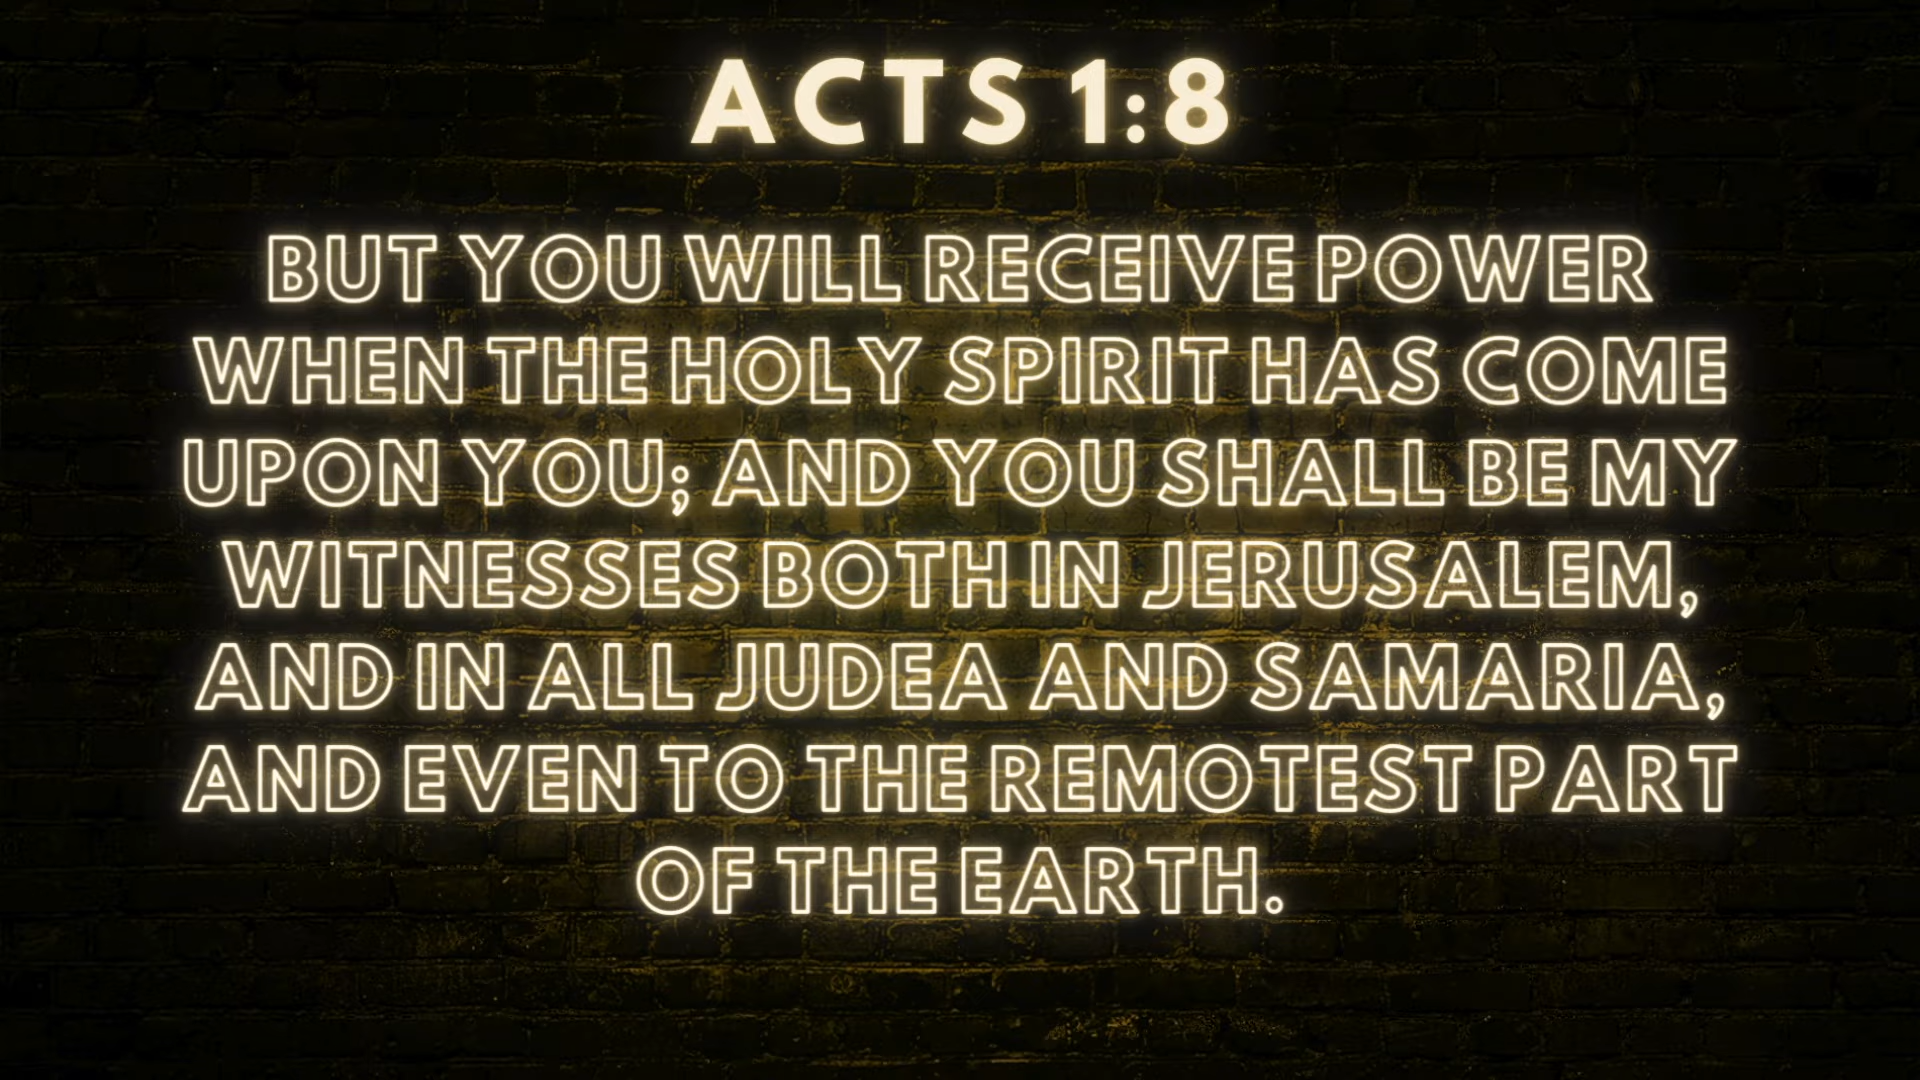 ACTS 1:8
BUT YOU WILL RECEIVE POWER
WHEN THE HOLY SPIRIT HAS COME
UPON YOU; AND YOU SHALL BE MY
WITNESSES BOTH IN JERUSALEM,
AND IN ALL JUDEA AND SAMARIA,
AND EVEN TO THE REMOTEST PART
OF THE EARTH.